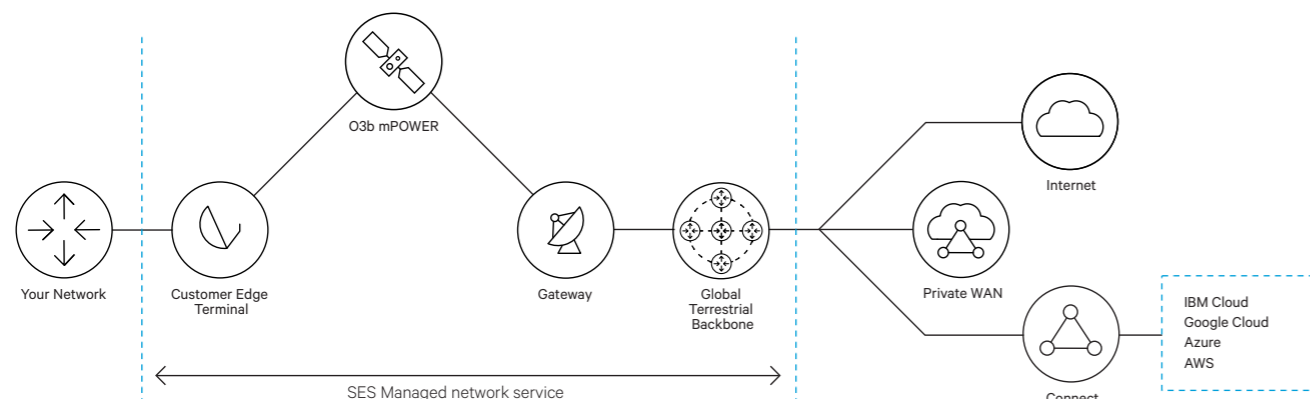 O3b mPOWER
Internet
Your Network
Customer Edge
Terminal
Gateway
Global
Terrestrial
Backbone
Private WAN
IBM Cloud
Google Cloud
Azure
AWS
SES Managed network service
Connect